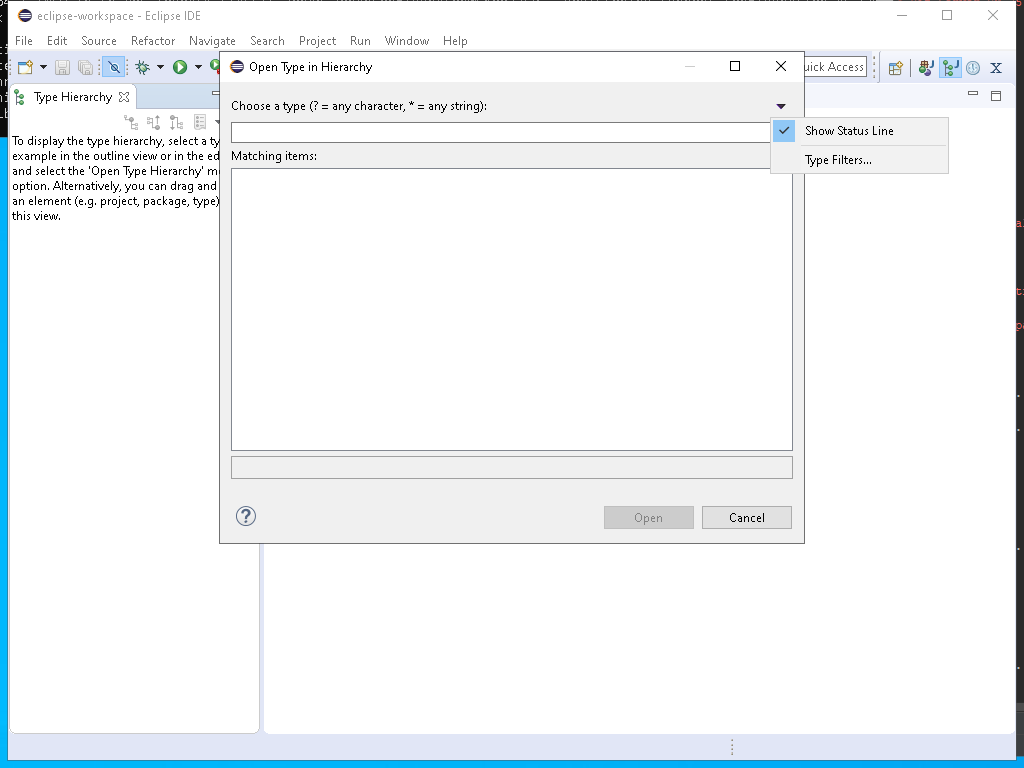 eclipse-workspace - Eclipse IDE
File Edit Source Refactor Navigate Search Project Run Window Help
Open Type in Hierarchy
uick Access
Type Hierarchy
Choose a type (? = any character, * = any string):
Show Status Line
To display the type hierarchy, select a ty
example in the outline view or in the ed
Matching items:
Type Filters...
and select the 'Open Type Hierarchy' m
option. Alternatively, you can drag and
an element (e.g. project, package, type)
this view.
Open
Cancel